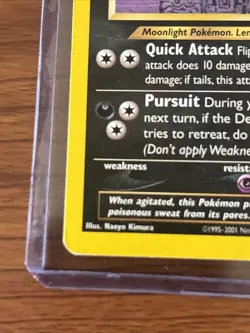 Moonlight Pokémon. Len
Quick Attack Flip
attack does 10 damage
damage; if tails, this att
Pursuit During y
next turn, if the De
tries to retreat, do
(Don't apply Weakne
weakness resist
When agitated, this Pokémon p
poisonous sweat from its pores.
Illus. Naoyo Kimura ©1995-2001 Nin